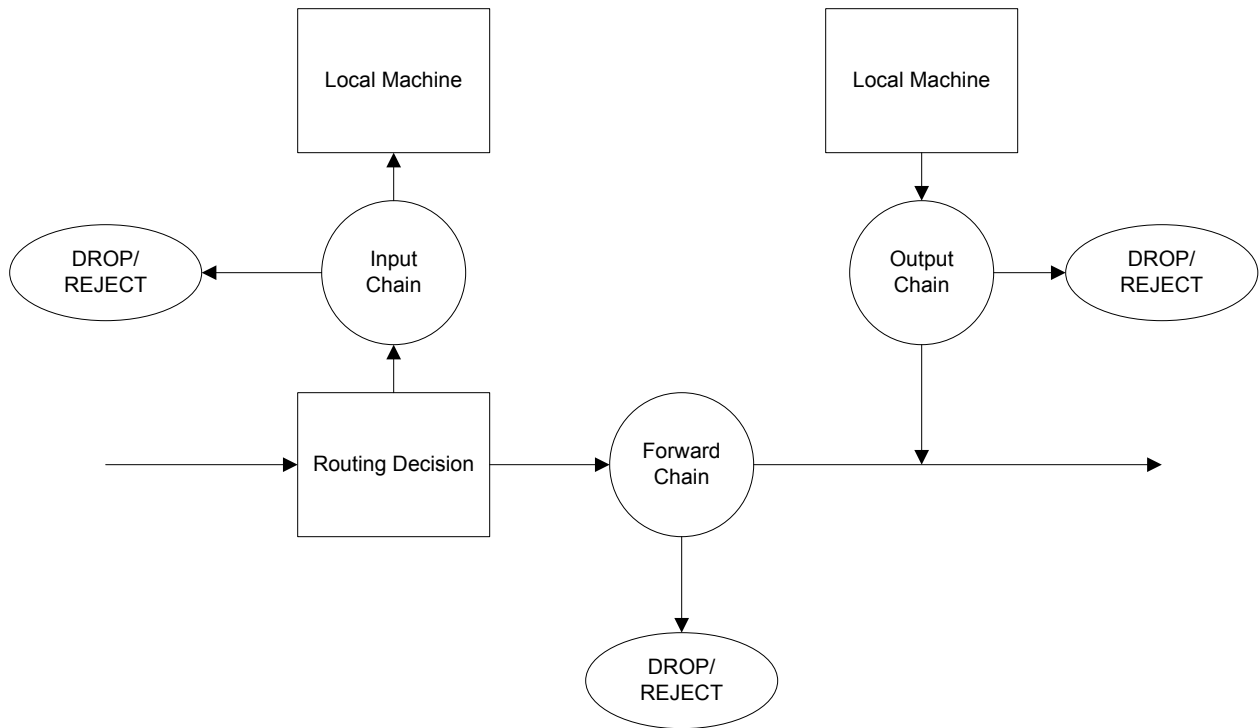 Local Machine
Local Machine
DROP/
REJECT
Input
Chain
Output
Chain
DROP/
REJECT
Routing Decision
Forward
Chain
DROP/
REJECT